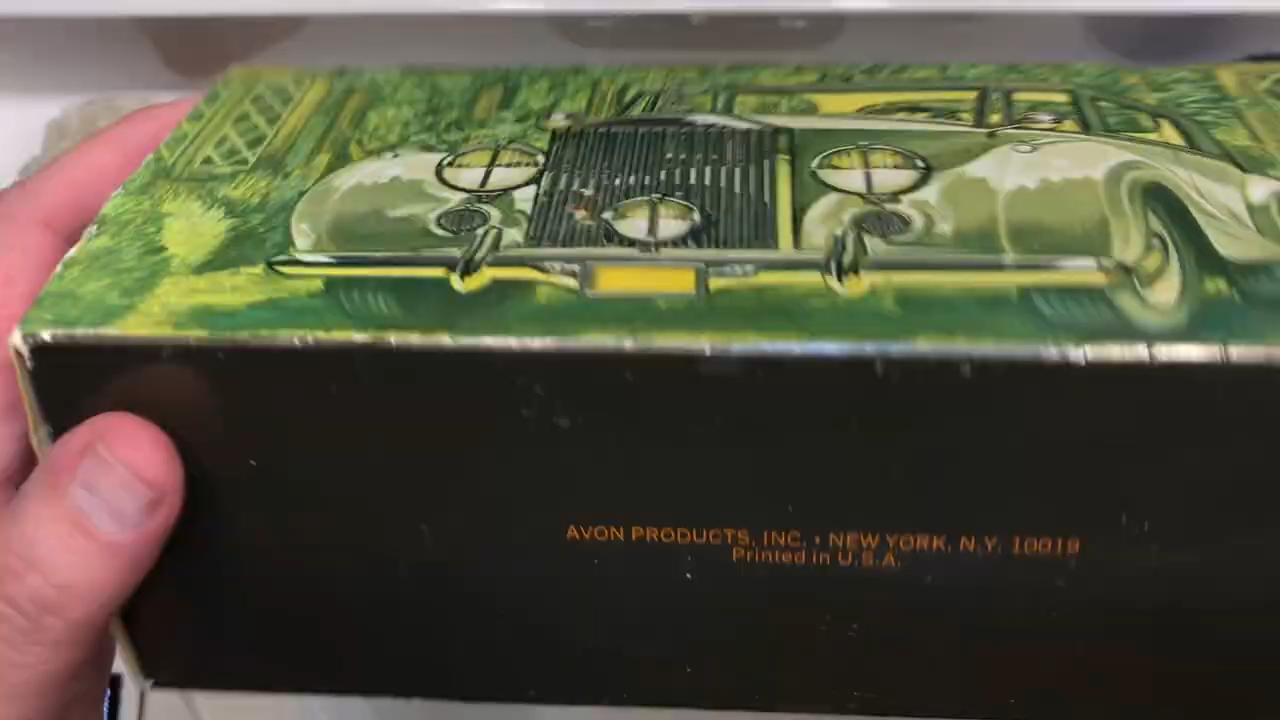 AVON PRODUCTS, INC. • NEW YORK, N.Y. 10019
Printed in U.S.A.